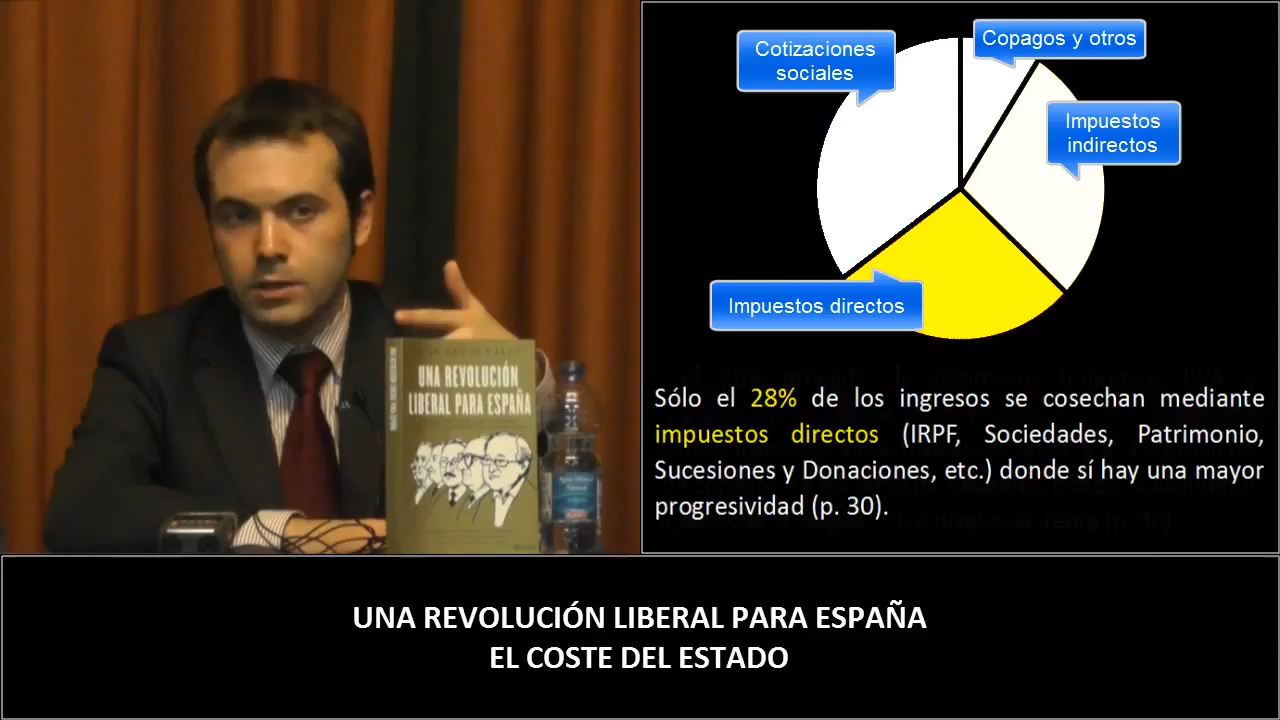 Cotizaciones
sociales
Copagos y otros
Impuestos
indirectos
Impuestos directos
Sólo el 28% de los ingresos se cosechan mediante
impuestos directos (IRPF, Sociedades, Patrimonio,
Sucesiones y Donaciones, etc.) donde sí hay una mayor
progresividad (p. 30).
UNA REVOLUCIÓN
LIBERAL PARA ESPAÑA
UNA REVOLUCIÓN LIBERAL PARA ESPAÑA
EL COSTE DEL ESTADO